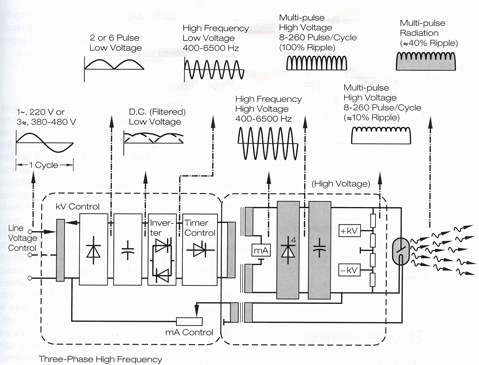 2 or 6 Pulse
Low Voltage
High Frequency
Low Voltage
400-6500 Hz
Multi-pulse
High Voltage
8-260 Pulse/Cycle
(100% Ripple)
Multi-pulse
Radiation
(≈40% Ripple)
1~, 220 V or
3≈, 380-480 V
D.C. (Filtered)
Low Voltage
High Frequency
High Voltage
400-6500 Hz
Multi-pulse
High Voltage
8-260 Pulse/Cycle
(≈10% Ripple)
1 Cycle
(High Voltage)
Line
Voltage
Control
kV Control
Inver-
ter
Timer
Control
mA
4
+kV
−kV
mA Control
Three-Phase High Frequency